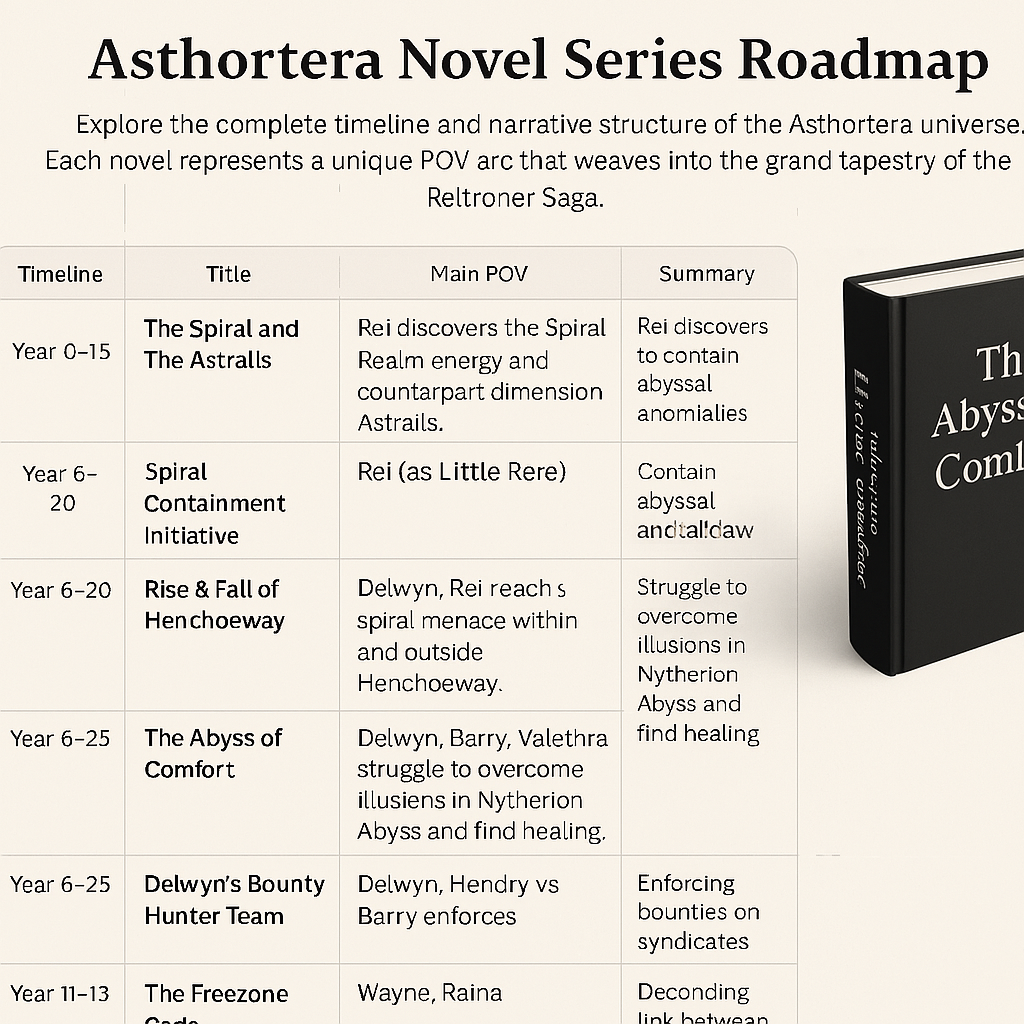 Asthortera Novel Series Roadmap
Explore the complete timeline and narrative structure of the Asthortera universe.
Each novel represents a unique POV arc that weaves into the grand tapestry of the
Reltroner Saga.
Timeline
Title
Main POV
Summary
Year 0–15
The Spiral and
The Astralls
Rei discovers the Spiral
Realm energy and
counterpart dimension
Astrails.
Rei discovers
to contain
abyssal
anomialies
Year 6–
20
Spiral
Containment
Initiative
Rei (as Little Rere)
Contain
abyssal
Year 6–20
Rise & Fall of
Henchoeway
Delwyn, Rei reach s
spiral menace within
and outside
Henchoeway.
Struggle to
overcome
illusions in
Nytherion
Abyss and
find healing
Year 6–25
The Abyss of
Comfort
Delwyn, Barry, Valethra
struggle to overcome
illusiens in Nytherion
Abyss and find healing.
Year 6–25
Delwyn's Bounty
Hunter Team
Delwyn, Hendry vs
Barry enforces
Enforcing
bounties on
syndicates
Year 11–13
The Freezone
Wayne, Raina
Deconding
link betwean
Th
Abyss
Coml